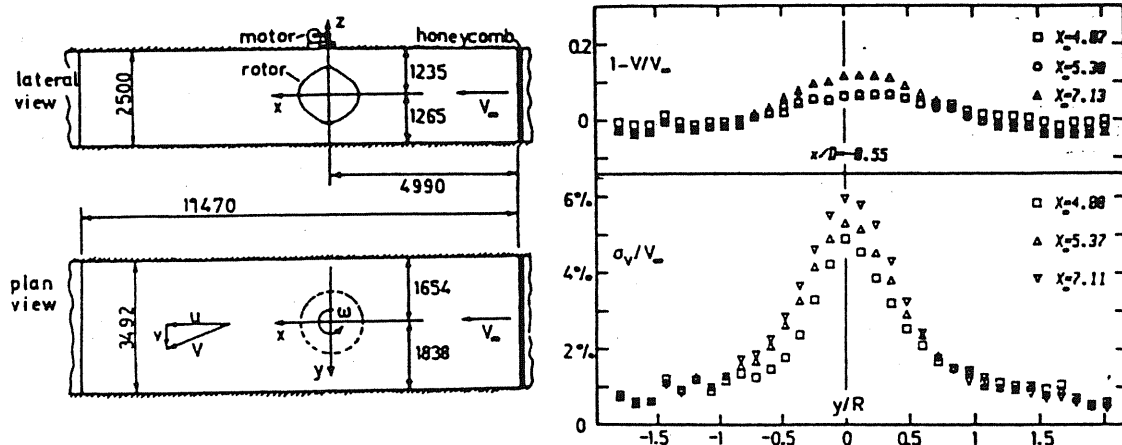 z
motor
honeycomb
lateral
view
rotor
2500
x
1235
1265
V∞
4990
17470
plan
view
3492
u
v
V
ω
x
y
1654
1838
V∞
0.2
1-V/V∞
0
□ X∞=4.87
○ X∞=5.38
▲ X∞=7.13
6%
σv/V∞
4%
2%
0
□ X∞=4.88
△ X∞=5.37
▽ X∞=7.11
y/R
-1.5 -1 -0.5 0 0.5 1 1.5